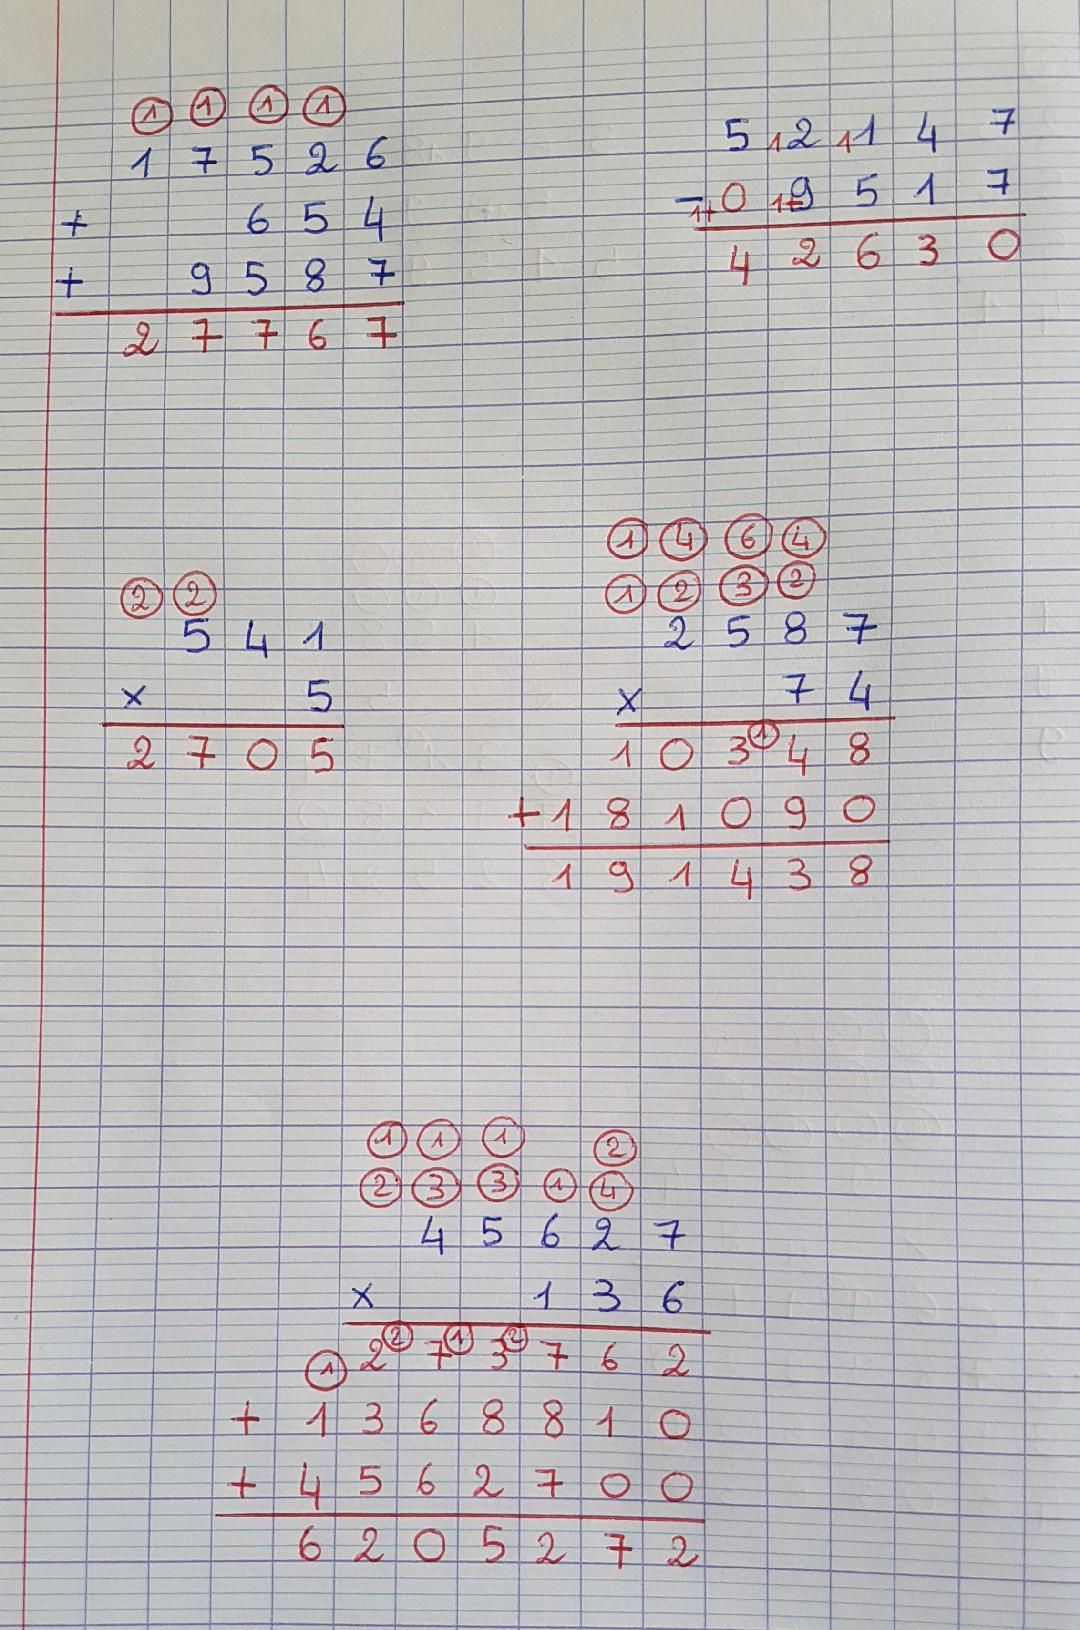 ① ① ① ①
1 7 5 2 6
+ 6 5 4
+ 9 5 8 7
2 7 7 6 7
5 12 11 4 7
- 1+0 1+9 5 1 7
4 2 6 3 0
② ②
5 4 1
x 5
2 7 0 5
① ④ ⑥ ④
① ② ③ ②
2 5 8 7
x 7 4
1 0 3 ① 4 8
+ 1 8 1 0 9 0
1 9 1 4 3 8
① ① ① ②
② ③ ③ ① ④
4 5 6 2 7
x 1 3 6
① 2 ② 7 ① 3 ② 7 6 2
+ 1 3 6 8 8 1 0
+ 4 5 6 2 7 0 0
6 2 0 5 2 7 2